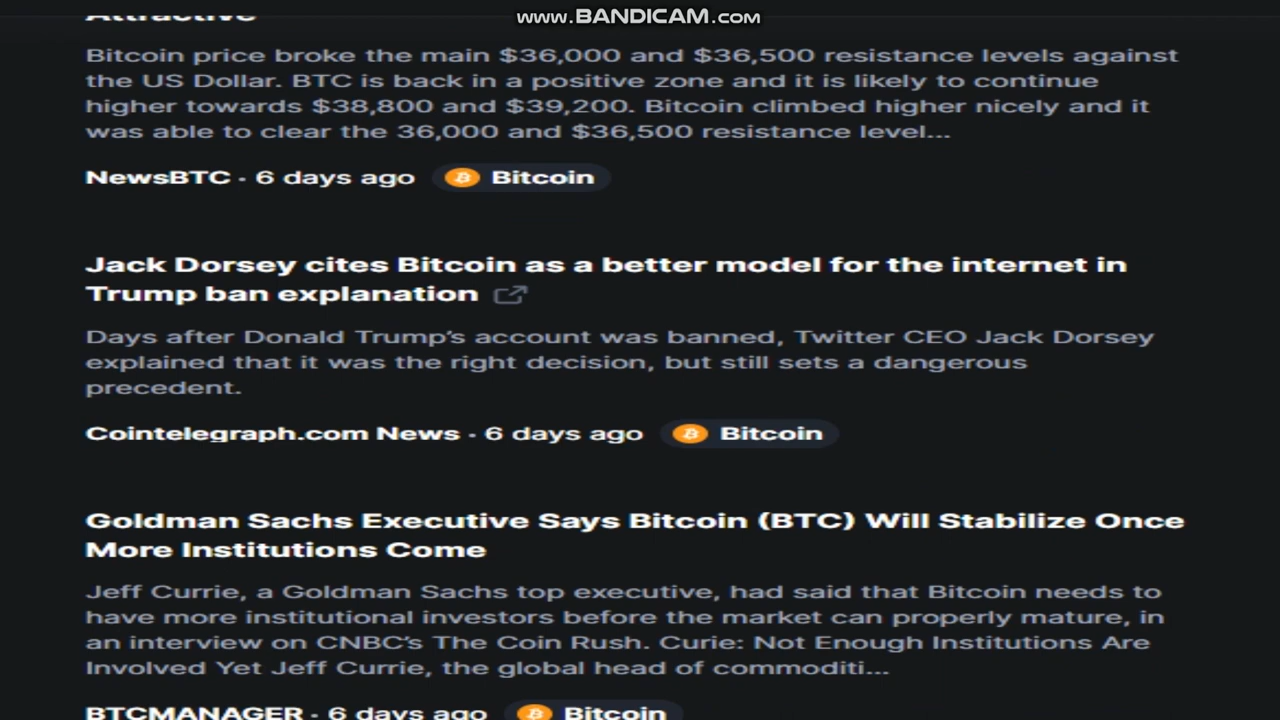 www.BANDICAM.com
Attractive
Bitcoin price broke the main $36,000 and $36,500 resistance levels against
the US Dollar. BTC is back in a positive zone and it is likely to continue
higher towards $38,800 and $39,200. Bitcoin climbed higher nicely and it
was able to clear the 36,000 and $36,500 resistance level...
NewsBTC · 6 days ago Bitcoin
Jack Dorsey cites Bitcoin as a better model for the internet in
Trump ban explanation
Days after Donald Trump’s account was banned, Twitter CEO Jack Dorsey
explained that it was the right decision, but still sets a dangerous
precedent.
Cointelegraph.com News · 6 days ago Bitcoin
Goldman Sachs Executive Says Bitcoin (BTC) Will Stabilize Once
More Institutions Come
Jeff Currie, a Goldman Sachs top executive, had said that Bitcoin needs to
have more institutional investors before the market can properly mature, in
an interview on CNBC’s The Coin Rush. Curie: Not Enough Institutions Are
Involved Yet Jeff Currie, the global head of commoditi...
BTCMANAGER · 6 days ago Bitcoin